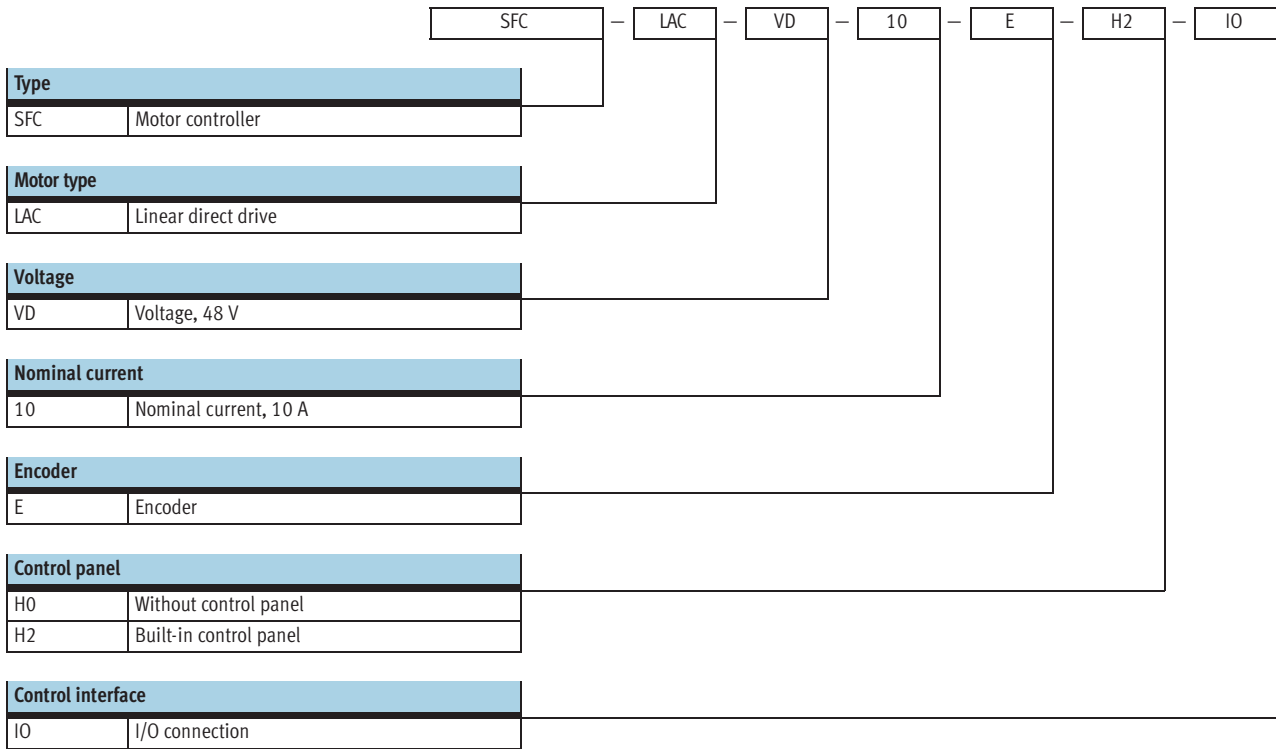 SFC – LAC – VD – 10 – E – H2 – IO
Type
SFC Motor controller
Motor type
LAC Linear direct drive
Voltage
VD Voltage, 48 V
Nominal current
10 Nominal current, 10 A
Encoder
E Encoder
Control panel
H0 Without control panel
H2 Built-in control panel
Control interface
IO I/O connection